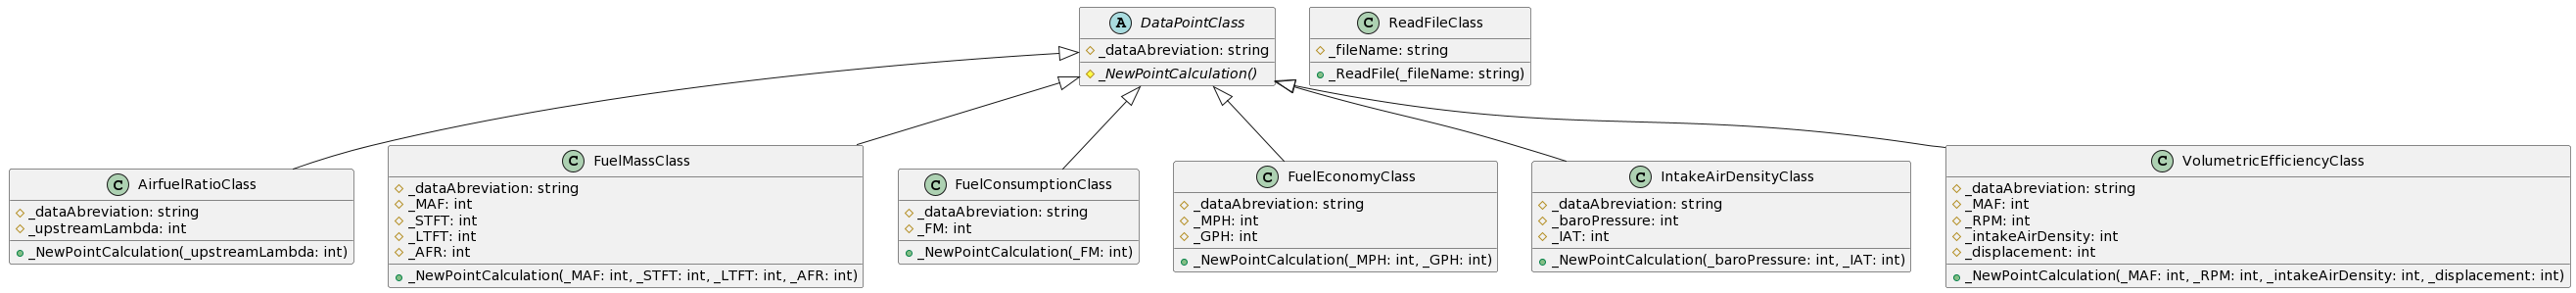 A DataPointClass
_dataAbreviation: string
_NewPointCalculation()
C ReadFileClass
_fileName: string
_ReadFile(_fileName: string)
C AirfuelRatioClass
_dataAbreviation: string
_upstreamLambda: int
_NewPointCalculation(_upstreamLambda: int)
C FuelMassClass
_dataAbreviation: string
_MAF: int
_STFT: int
_LTFT: int
_AFR: int
_NewPointCalculation(_MAF: int, _STFT: int, _LTFT: int, _AFR: int)
C FuelConsumptionClass
_dataAbreviation: string
_FM: int
_NewPointCalculation(_FM: int)
C FuelEconomyClass
_dataAbreviation: string
_MPH: int
_GPH: int
_NewPointCalculation(_MPH: int, _GPH: int)
C IntakeAirDensityClass
_dataAbreviation: string
_baroPressure: int
_IAT: int
_NewPointCalculation(_baroPressure: int, _IAT: int)
C VolumetricEfficiencyClass
_dataAbreviation: string
_MAF: int
_RPM: int
_intakeAirDensity: int
_displacement: int
_NewPointCalculation(_MAF: int, _RPM: int, _intakeAirDensity: int, _displacement: int)